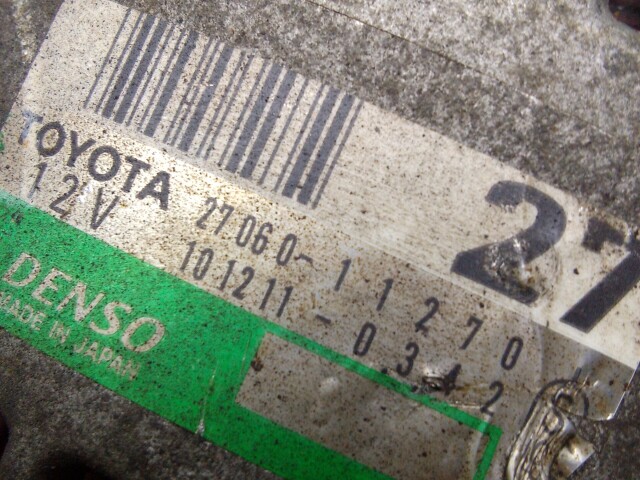 TOYOTA 27060-11270
12V 101211-0342
27
DENSO
MADE IN JAPAN